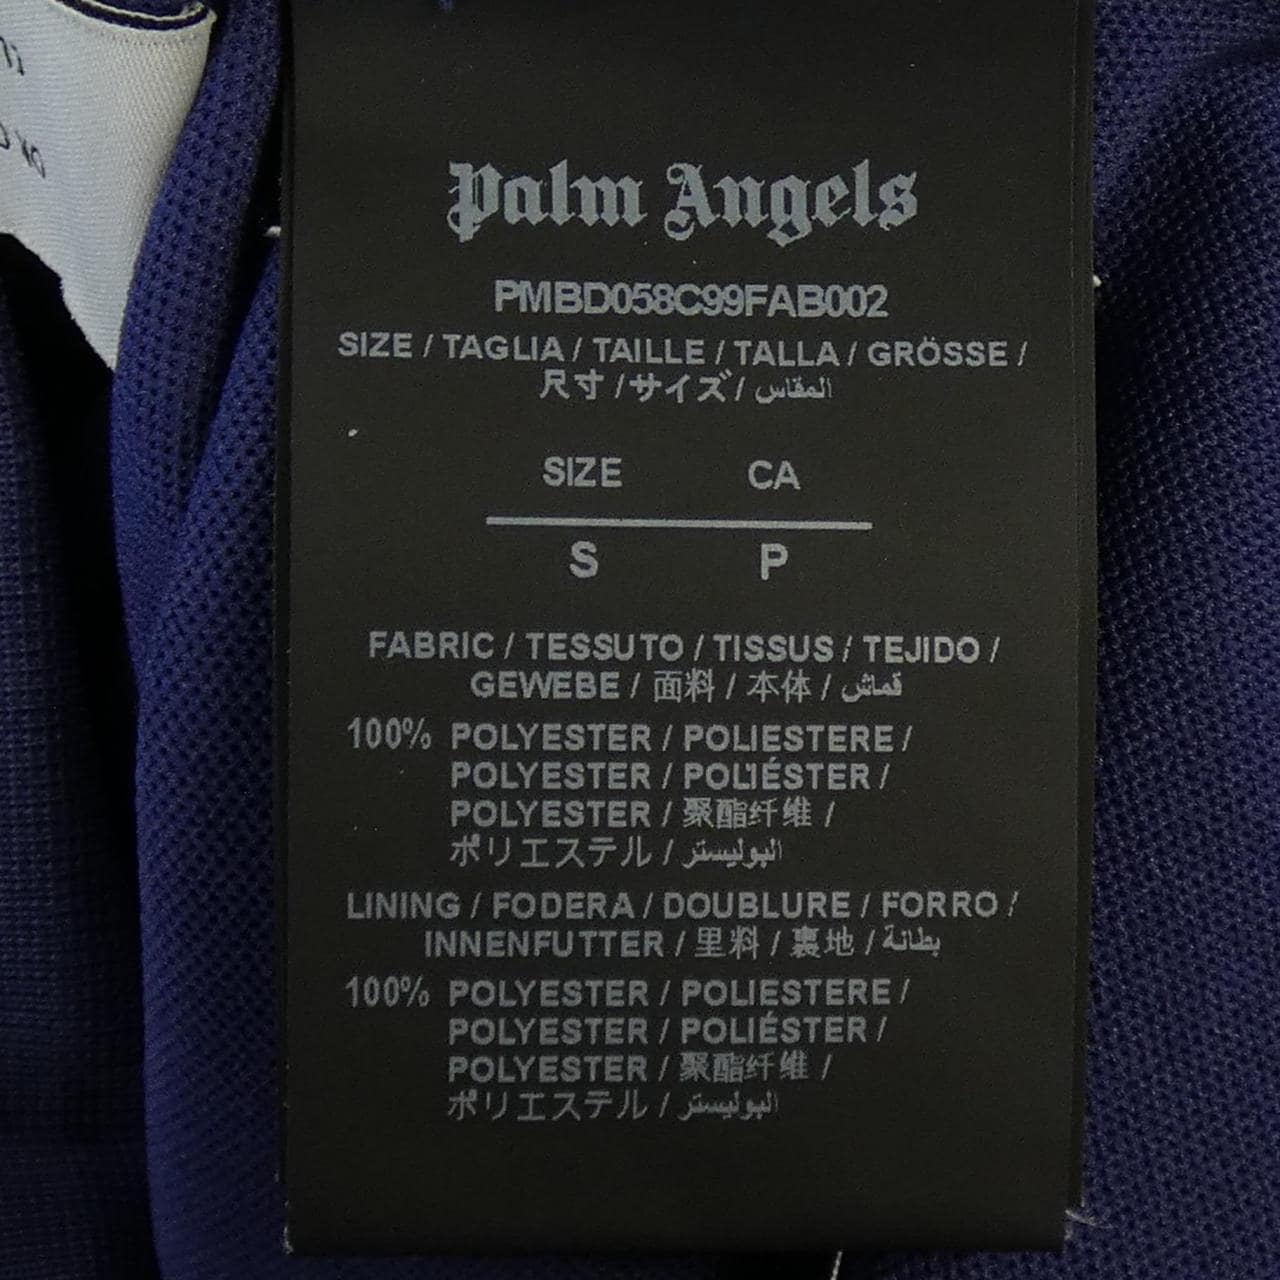 Palm Angels
PMBD058C99FAB002
SIZE / TAGLIA / TAILLE / TALLA / GRÖSSE /
尺寸 / サイズ / المقاس
SIZE CA
S P
FABRIC / TESSUTO / TISSUS / TEJIDO /
GEWEBE / 面料 / 本体 / قماش
100% POLYESTER / POLIESTERE /
POLYESTER / POLIÉSTER /
POLYESTER / 聚酯纤维 /
ポリエステル / البوليستر
LINING / FODERA / DOUBLURE / FORRO /
INNENFUTTER / 里料 / 裏地 / بطانة
100% POLYESTER / POLIESTERE /
POLYESTER / POLIÉSTER /
POLYESTER / 聚酯纤维 /
ポリエステル / البوليستر